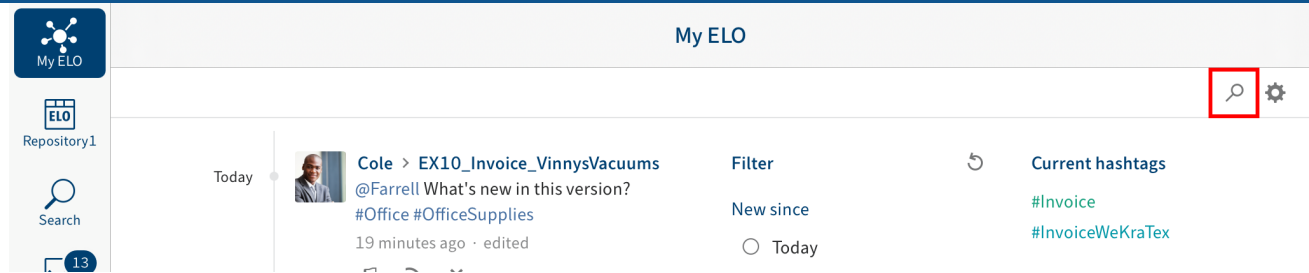 My ELO
My ELO
ELO
Repository1
Search
13
Today
Cole > EX10_Invoice_VinnysVacuums
@Farrell What's new in this version?
#Office #OfficeSupplies
19 minutes ago · edited
Filter
New since
Today
Current hashtags
#Invoice
#InvoiceWeKraTex